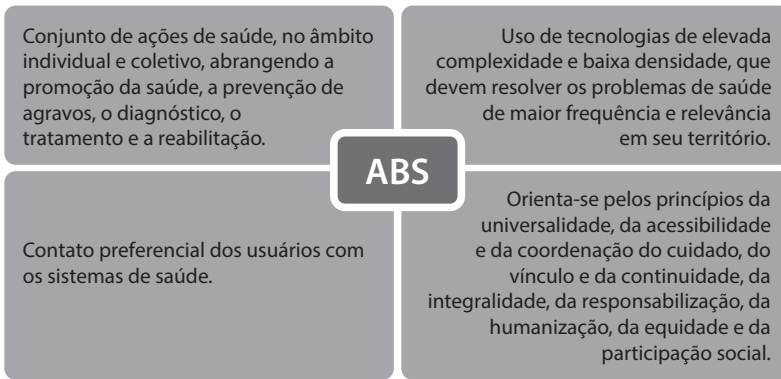 Conjunto de ações de saúde, no âmbito
individual e coletivo, abrangendo a
promoção da saúde, a prevenção de
agravos, o diagnóstico, o
tratamento e a reabilitação.
Uso de tecnologias de elevada
complexidade e baixa densidade, que
devem resolver os problemas de saúde
de maior frequência e relevância
em seu território.
ABS
Contato preferencial dos usuários com
os sistemas de saúde.
Orienta-se pelos princípios da
universalidade, da acessibilidade
e da coordenação do cuidado, do
vínculo e da continuidade, da
integralidade, da responsabilização, da
humanização, da equidade e da
participação social.